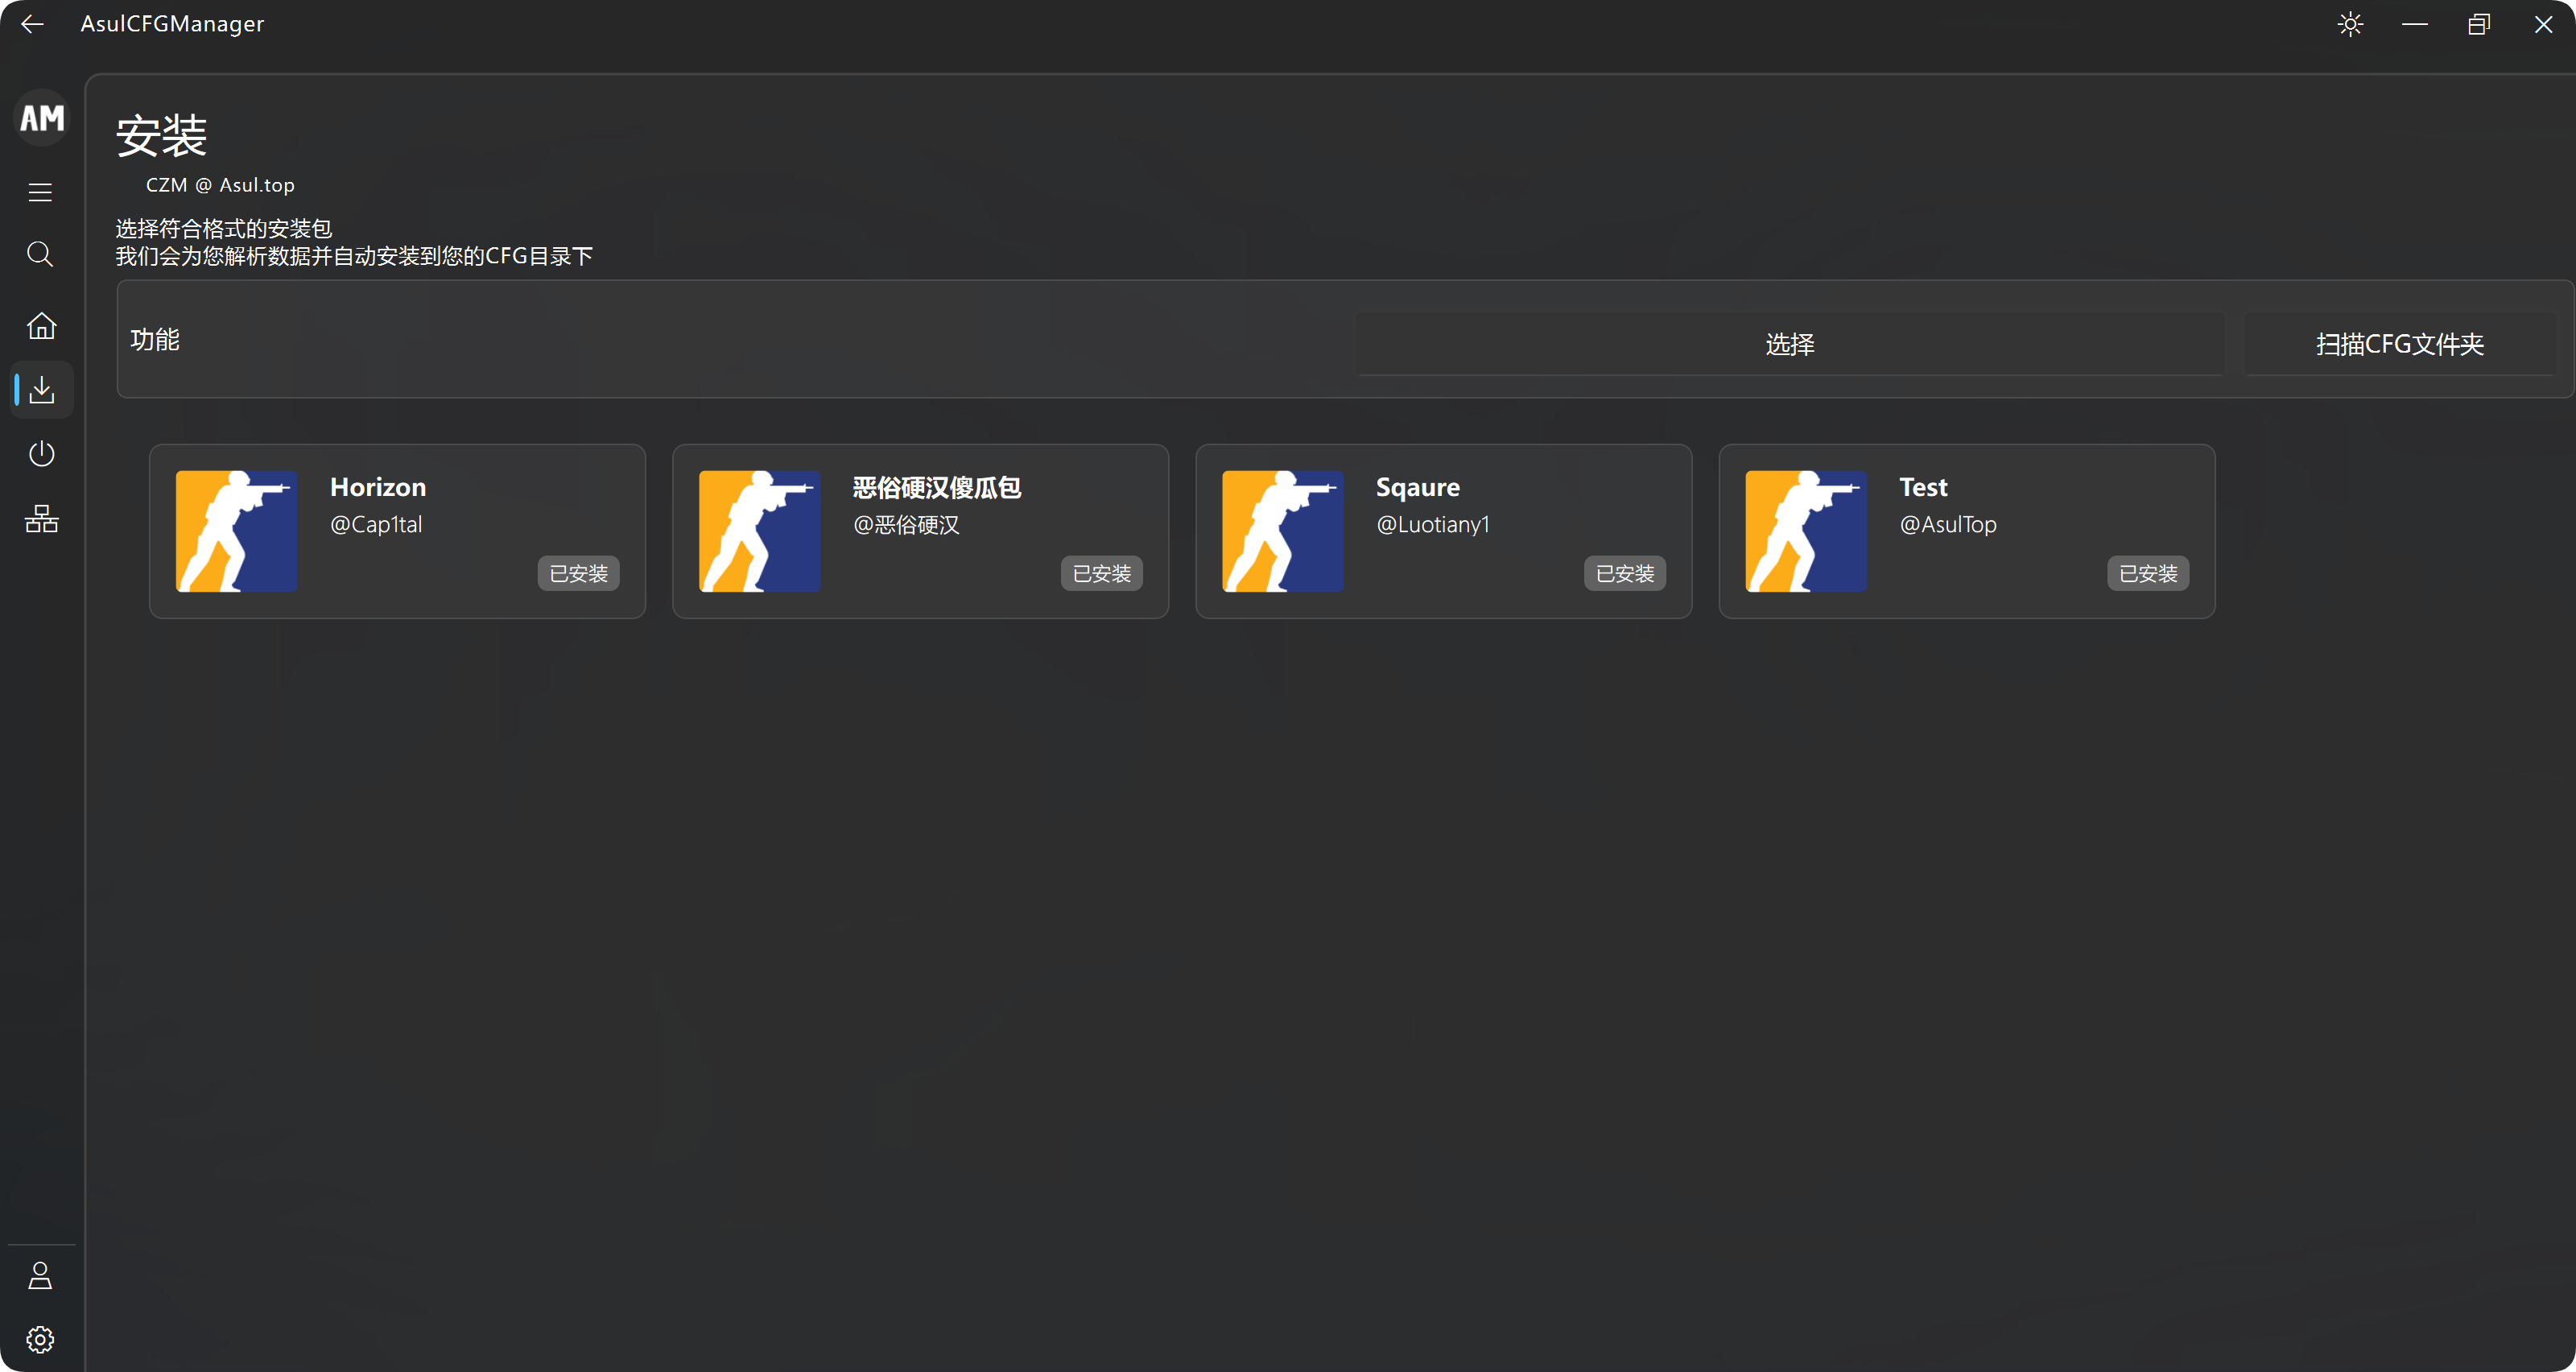 AsulCFGManager
AM
安装
CZM @ Asul.top
选择符合格式的安装包
我们会为您解析数据并自动安装到您的CFG目录下
功能
选择
扫描CFG文件夹
Horizon
@Cap1tal
已安装
恶俗硬汉傻瓜包
@恶俗硬汉
已安装
Sqaure
@Luotiany1
已安装
Test
@AsulTop
已安装